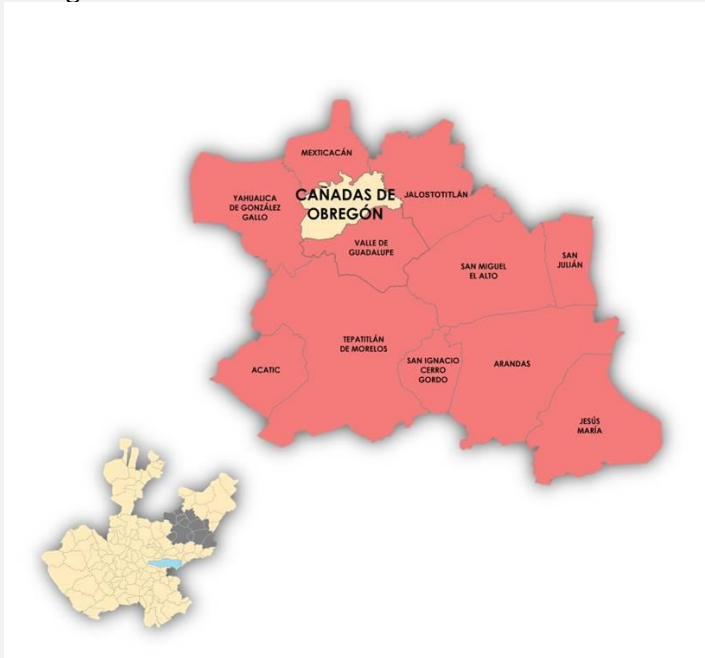 MEXTICACÁN
YAHUALICA
DE GONZÁLEZ
GALLO
CAÑADAS DE
OBREGÓN
JALOSTOTITLÁN
VALLE DE
GUADALUPE
SAN MIGUEL
EL ALTO
SAN
JULIÁN
TEPATITLÁN
DE MORELOS
ACATIC
SAN IGNACIO
CERRO
GORDO
ARANDAS
JESÚS
MARÍA